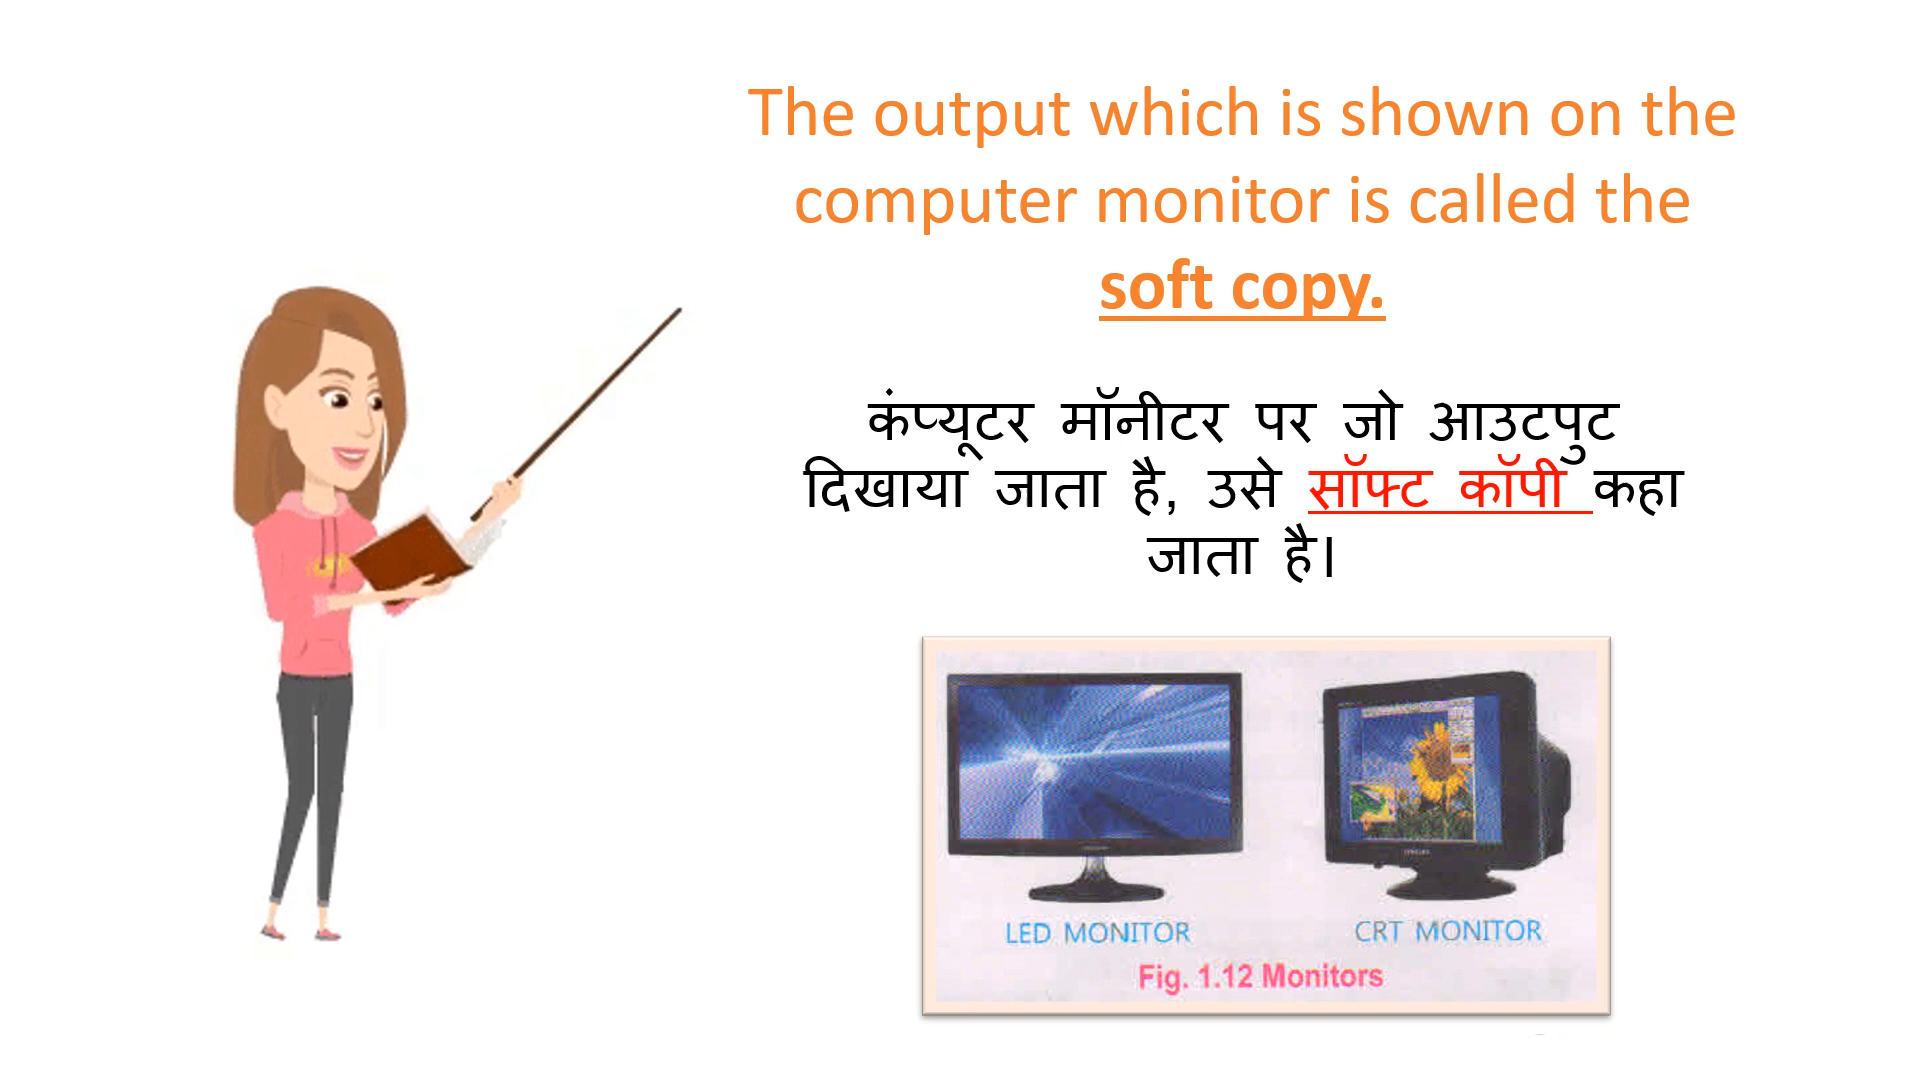 The output which is shown on the
computer monitor is called the
soft copy.
कंप्यूटर मॉनीटर पर जो आउटपुट
दिखाया जाता है, उसे सॉफ्ट कॉपी कहा
जाता है।
LED MONITOR
CRT MONITOR
Fig. 1.12 Monitors